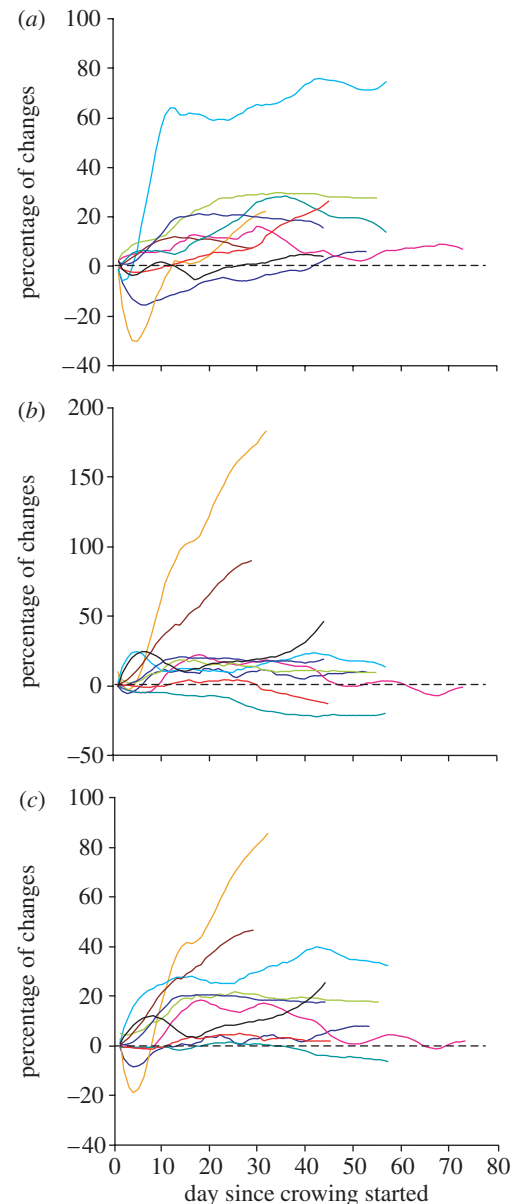 (a)
100
80
60
40
20
0
–20
–40
percentage of changes
(b)
200
150
100
50
0
–50
percentage of changes
(c)
100
80
60
40
20
0
–20
–40
percentage of changes
0 10 20 30 40 50 60 70 80
day since crowing started